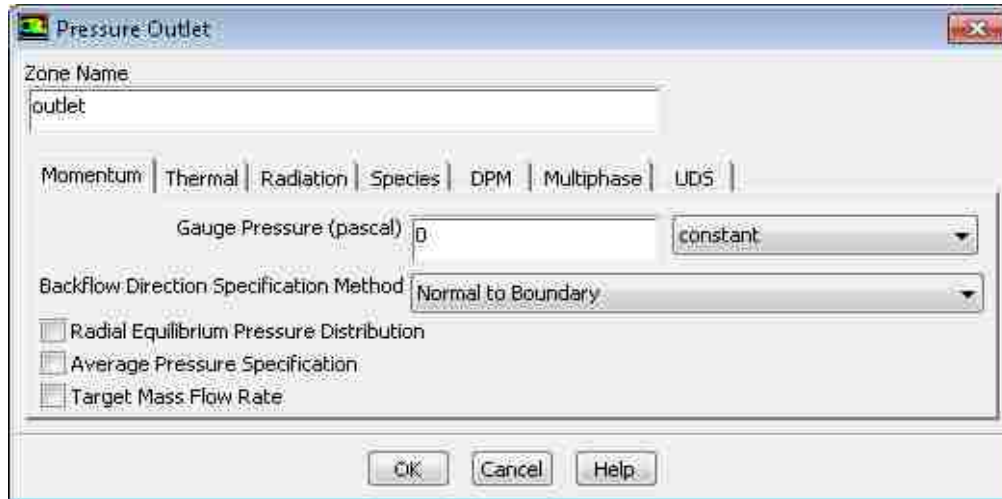 Pressure Outlet
Zone Name
outlet
Momentum Thermal Radiation Species DPM Multiphase UDS
Gauge Pressure (pascal) 0 constant
Backflow Direction Specification Method Normal to Boundary
Radial Equilibrium Pressure Distribution
Average Pressure Specification
Target Mass Flow Rate
OK Cancel Help